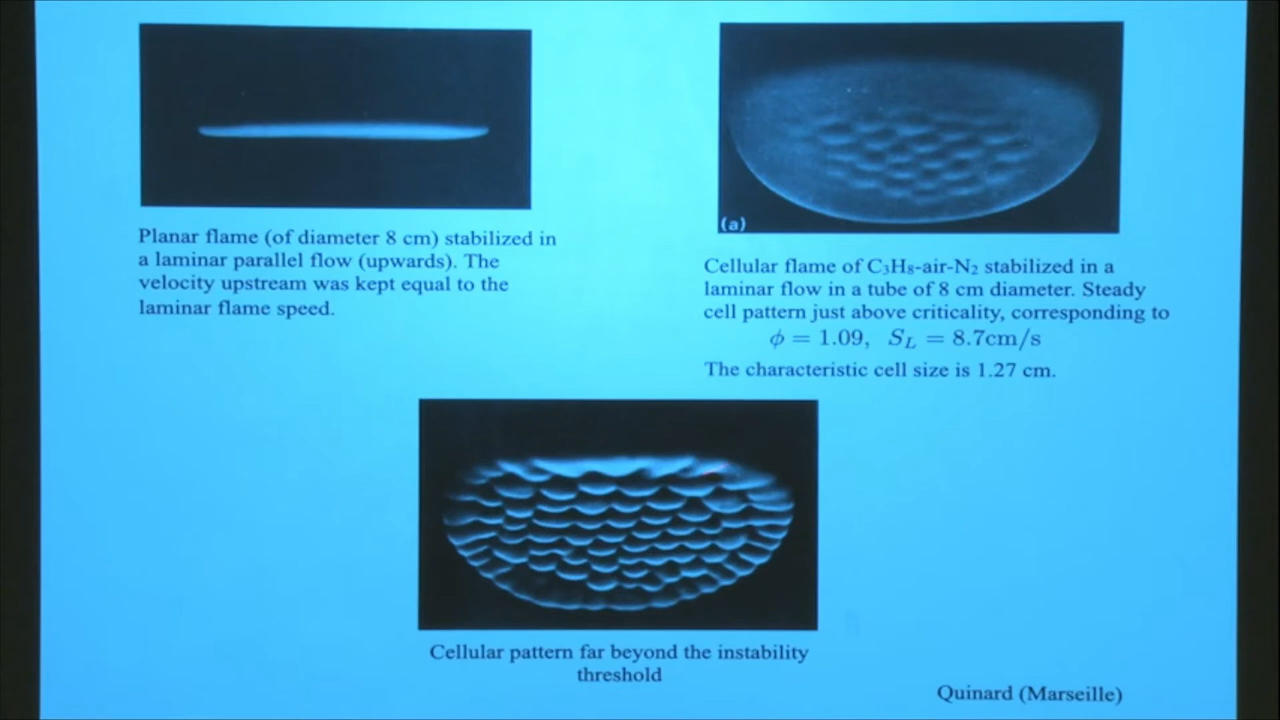 Planar flame (of diameter 8 cm) stabilized in
a laminar parallel flow (upwards). The
velocity upstream was kept equal to the
laminar flame speed.
(a)
Cellular flame of C₃H₈-air-N₂ stabilized in a
laminar flow in a tube of 8 cm diameter. Steady
cell pattern just above criticality, corresponding to
ϕ = 1.09, S_L = 8.7cm/s
The characteristic cell size is 1.27 cm.
Cellular pattern far beyond the instability
threshold
Quinard (Marseille)